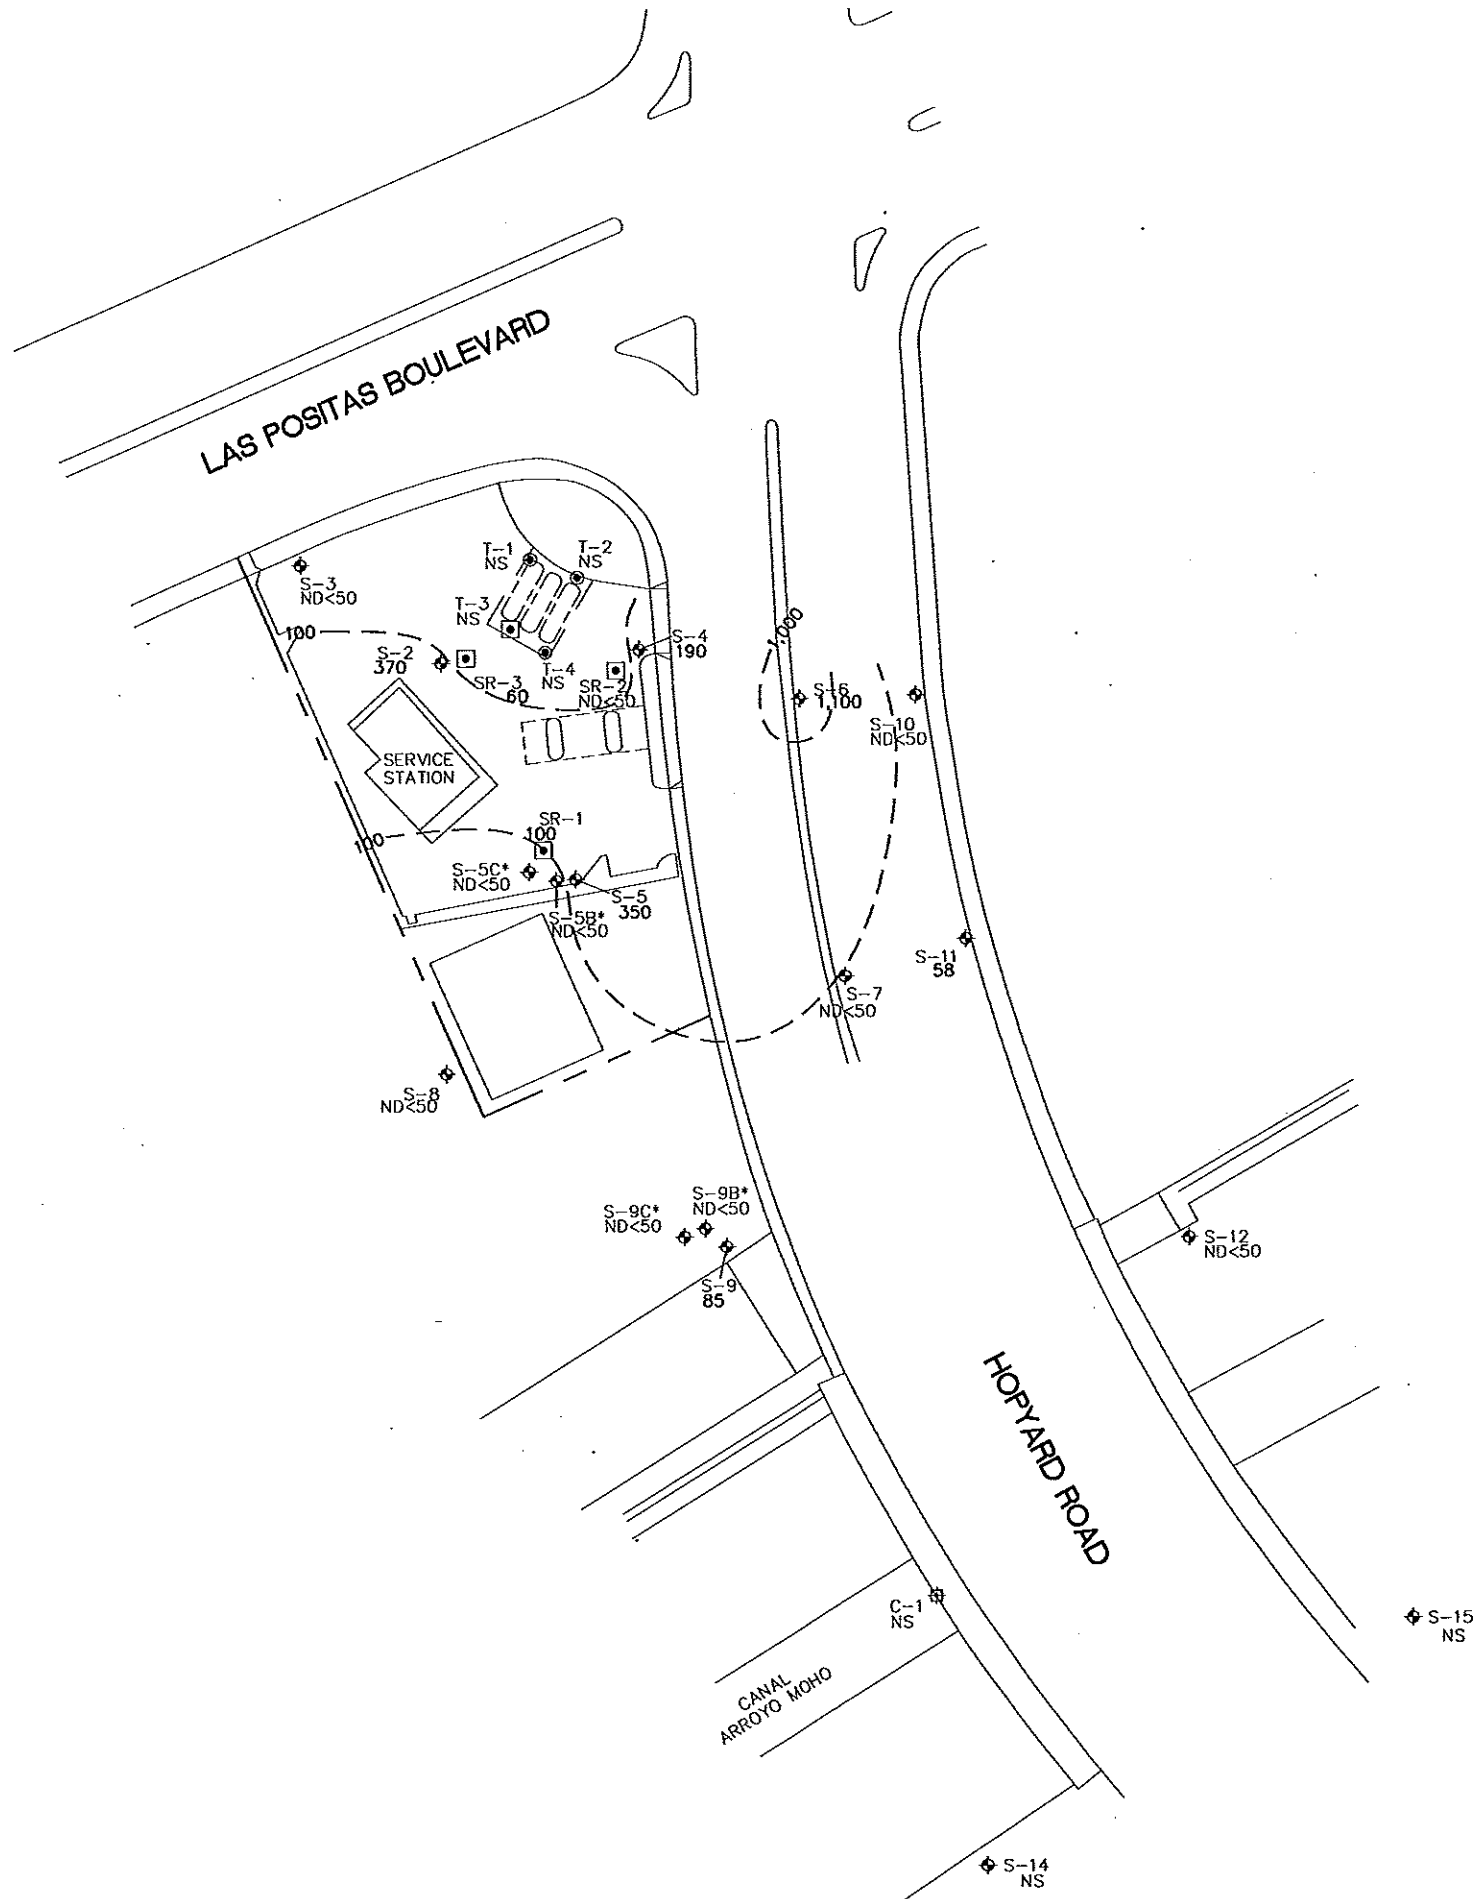 LAS POSITAS BOULEVARD
T-1
NS
T-2
NS
S-3
ND<50
T-3
NS
100
S-2
370
S-4
190
1,000
T-4
NS
SR-3
60
SR-2
ND<50
S-6
1,100
S-10
ND<50
SERVICE
STATION
SR-1
100
100
S-5C*
ND<50
S-5
350
S-5B*
ND<50
S-11
58
S-7
ND<50
S-8
ND<50
S-9B*
ND<50
S-9C*
ND<50
S-12
ND<50
S-9
85
HOPYARD ROAD
C-1
NS
S-15
NS
CANAL
ARROYO MOHO
S-14
NS